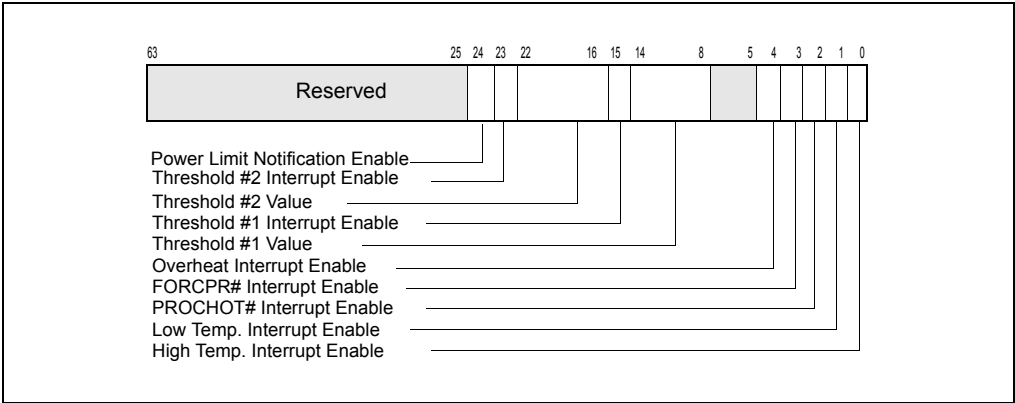 63 25 24 23 22 16 15 14 8 5 4 3 2 1 0
Reserved
Power Limit Notification Enable
Threshold #2 Interrupt Enable
Threshold #2 Value
Threshold #1 Interrupt Enable
Threshold #1 Value
Overheat Interrupt Enable
FORCPR# Interrupt Enable
PROCHOT# Interrupt Enable
Low Temp. Interrupt Enable
High Temp. Interrupt Enable